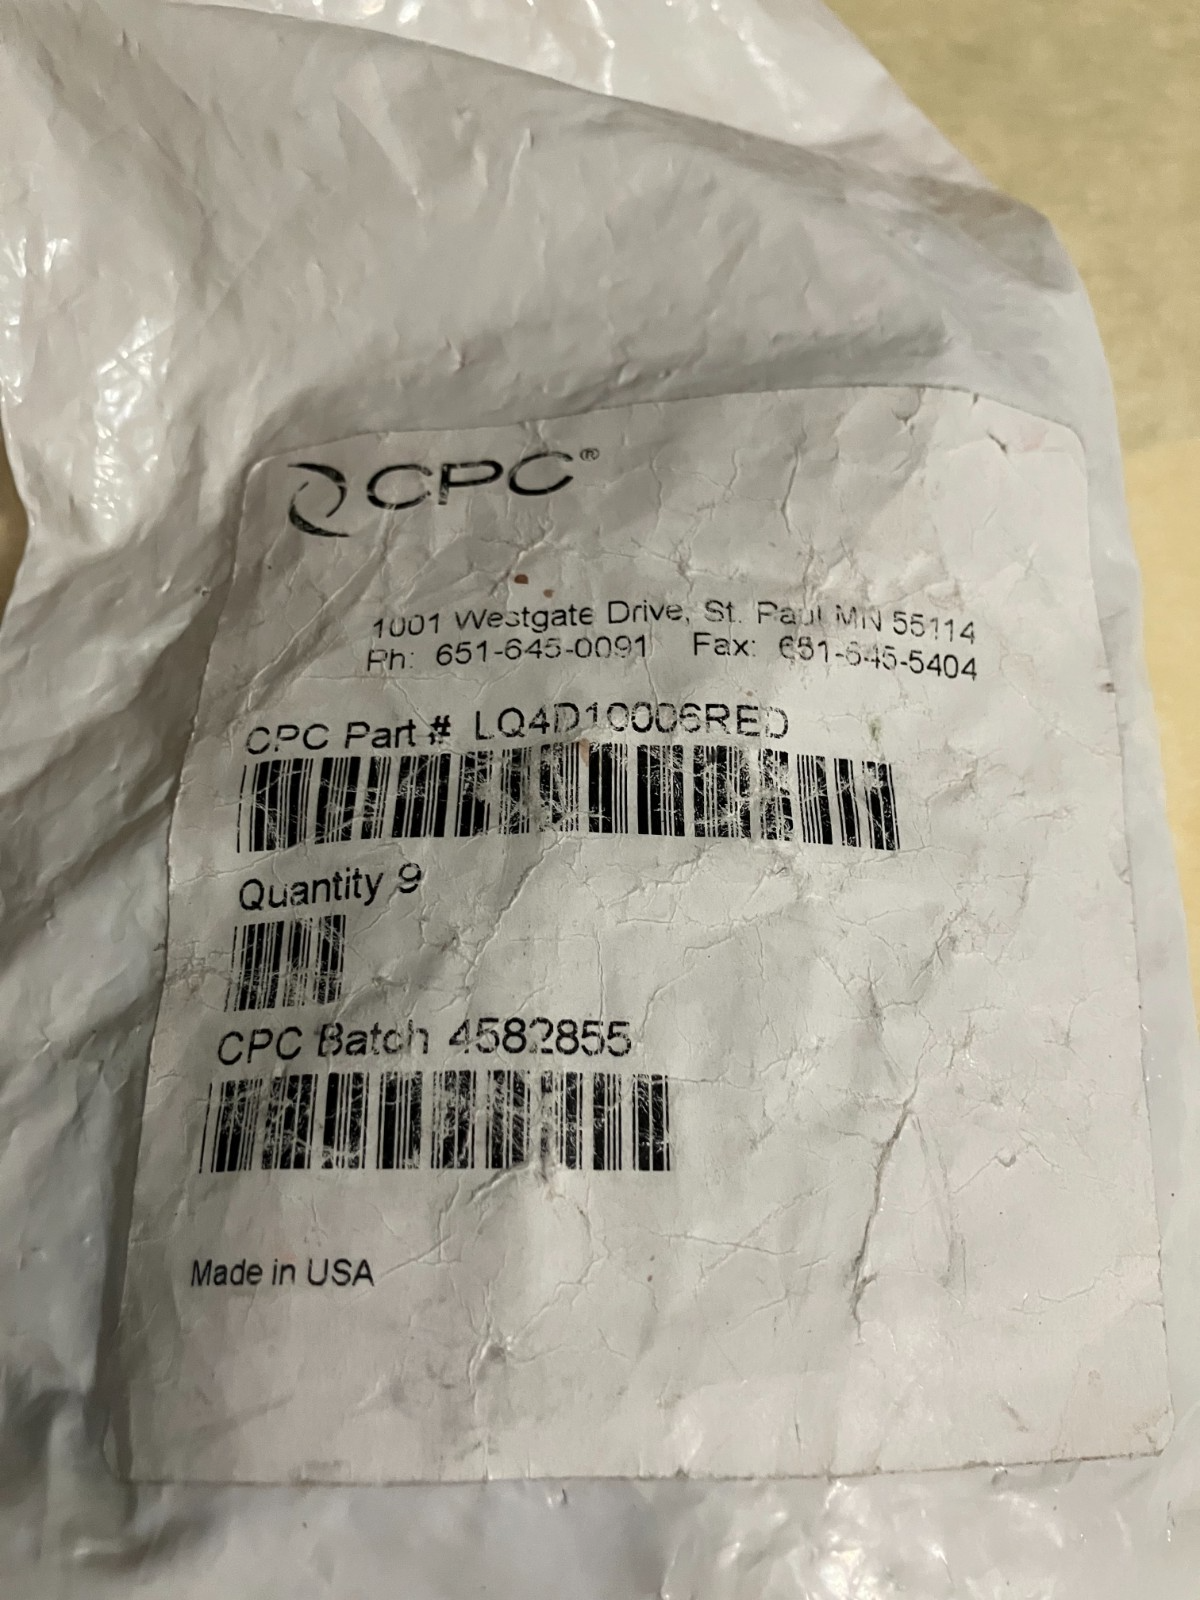 CPC®
1001 Westgate Drive, St. Paul MN 55114
Ph: 651-645-0091 Fax: 651-645-5404
CPC Part # LQ4D10006RED
Quantity 9
CPC Batch 4582855
Made in USA